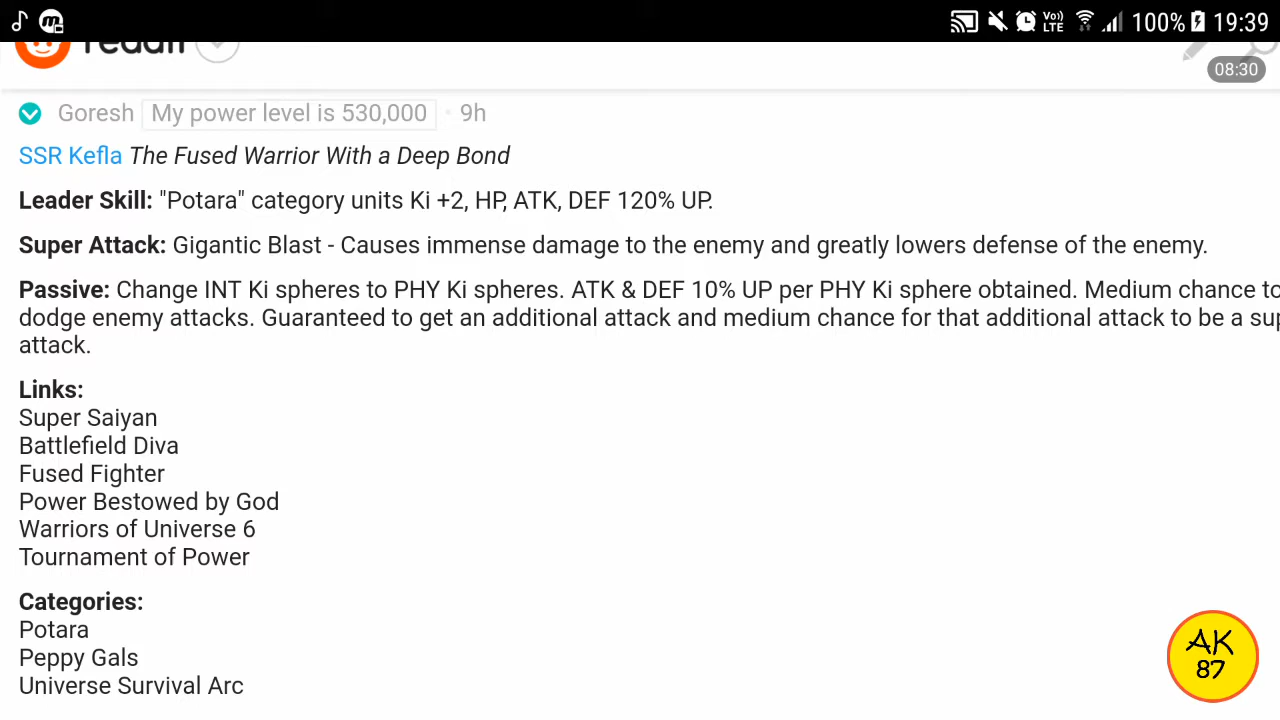 Vo))
LTE
100%
19:39
reddit
08:30
Goresh My power level is 530,000 · 9h
SSR Kefla The Fused Warrior With a Deep Bond
Leader Skill: "Potara" category units Ki +2, HP, ATK, DEF 120% UP.
Super Attack: Gigantic Blast - Causes immense damage to the enemy and greatly lowers defense of the enemy.
Passive: Change INT Ki spheres to PHY Ki spheres. ATK & DEF 10% UP per PHY Ki sphere obtained. Medium chance to
dodge enemy attacks. Guaranteed to get an additional attack and medium chance for that additional attack to be a sup
attack.
Links:
Super Saiyan
Battlefield Diva
Fused Fighter
Power Bestowed by God
Warriors of Universe 6
Tournament of Power
Categories:
Potara
Peppy Gals
Universe Survival Arc
AK
87